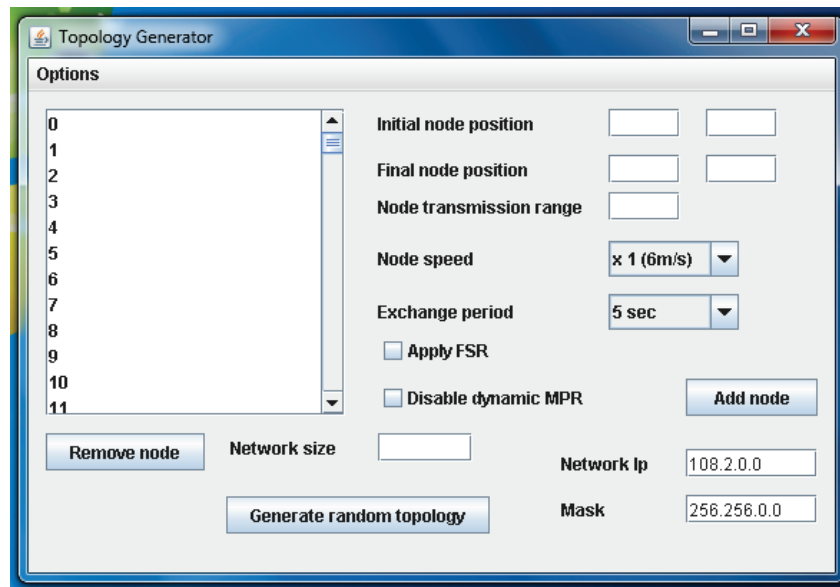 Topology Generator
Options
0
1
2
3
4
5
6
7
8
9
10
11
Initial node position
Final node position
Node transmission range
Node speed
x 1 (6m/s)
Exchange period
5 sec
Apply FSR
Disable dynamic MPR
Add node
Remove node
Network size
Network Ip
108.2.0.0
Generate random topology
Mask
256.256.0.0